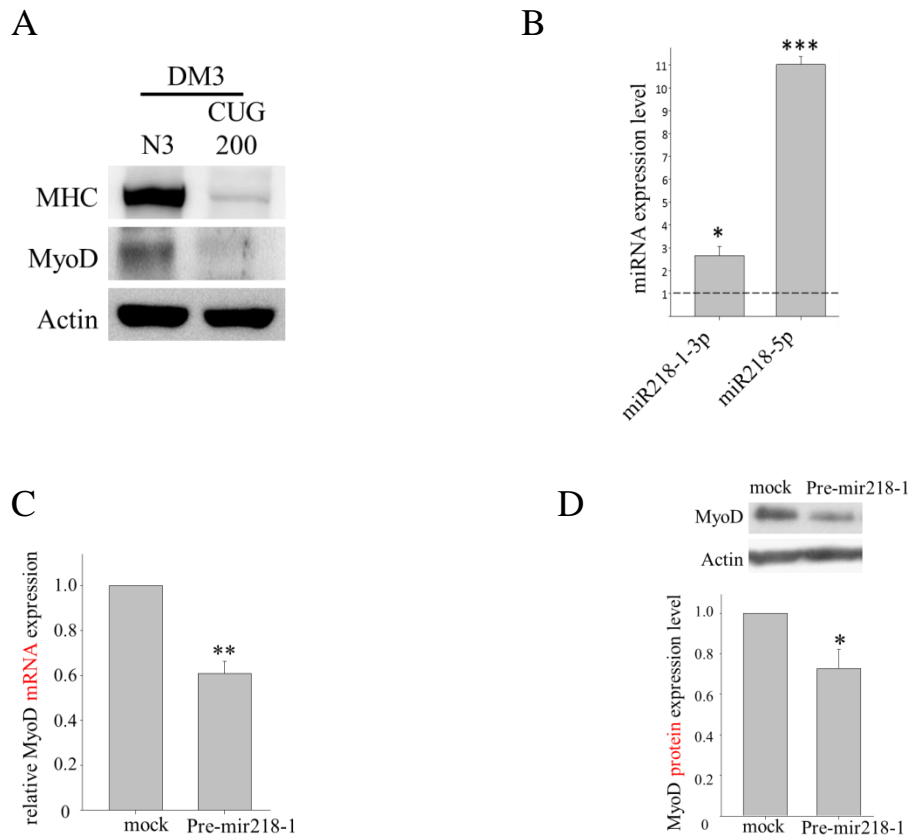 A
DM3
N3
CUG
200
MHC
MyoD
Actin
B
miRNA expression level
11
10
9
8
7
6
5
4
3
2
1
***
*
miR218-1-3p
miR218-5p
C
relative MyoD mRNA expression
1.0
0.8
0.6
0.4
0.2
0
**
mock
Pre-mir218-1
D
mock Pre-mir218-1
MyoD
Actin
MyoD protein expression level
1.0
0.8
0.6
0.4
0.2
0
*
mock
Pre-mir218-1